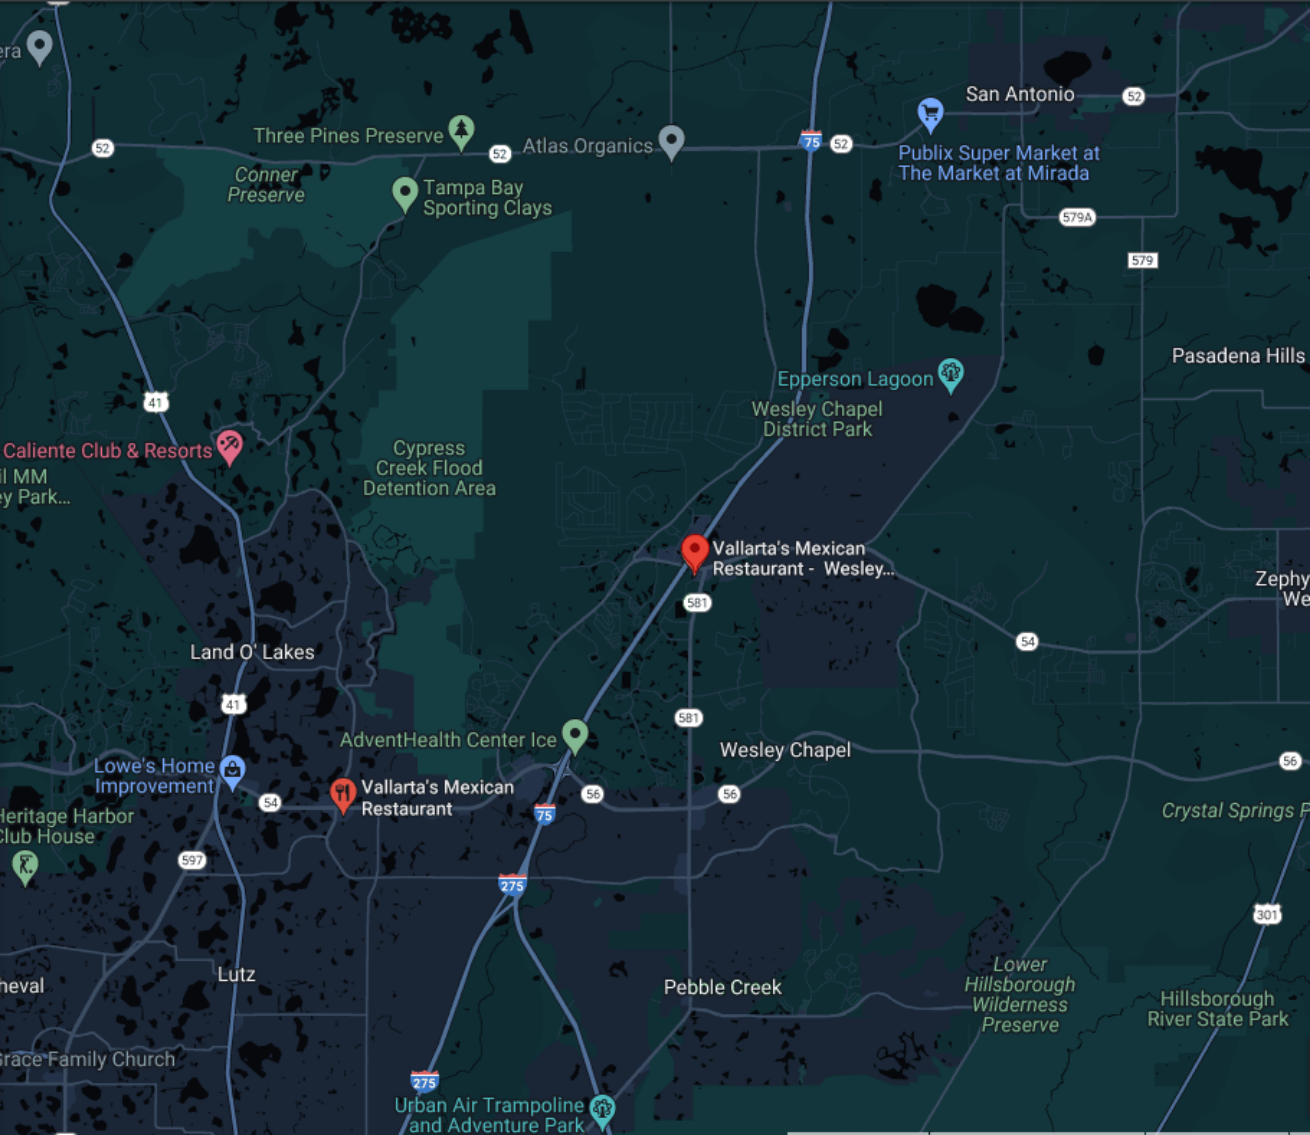 era
52
Three Pines Preserve
52
Atlas Organics
75
52
San Antonio
52
Publix Super Market at
The Market at Mirada
Conner
Preserve
Tampa Bay
Sporting Clays
579A
579
Pasadena Hills
41
Epperson Lagoon
Wesley Chapel
District Park
Caliente Club & Resorts
il MM
ey Park...
Cypress
Creek Flood
Detention Area
Vallarta's Mexican
Restaurant - Wesley...
581
Zephy
We
54
Land O' Lakes
41
581
AdventHealth Center Ice
Wesley Chapel
56
Lowe's Home
Improvement
54
Vallarta's Mexican
Restaurant
56
56
75
Crystal Springs P
Heritage Harbor
Club House
597
275
301
Lutz
heval
Pebble Creek
Lower
Hillsborough
Wilderness
Preserve
Hillsborough
River State Park
Grace Family Church
275
Urban Air Trampoline
and Adventure Park